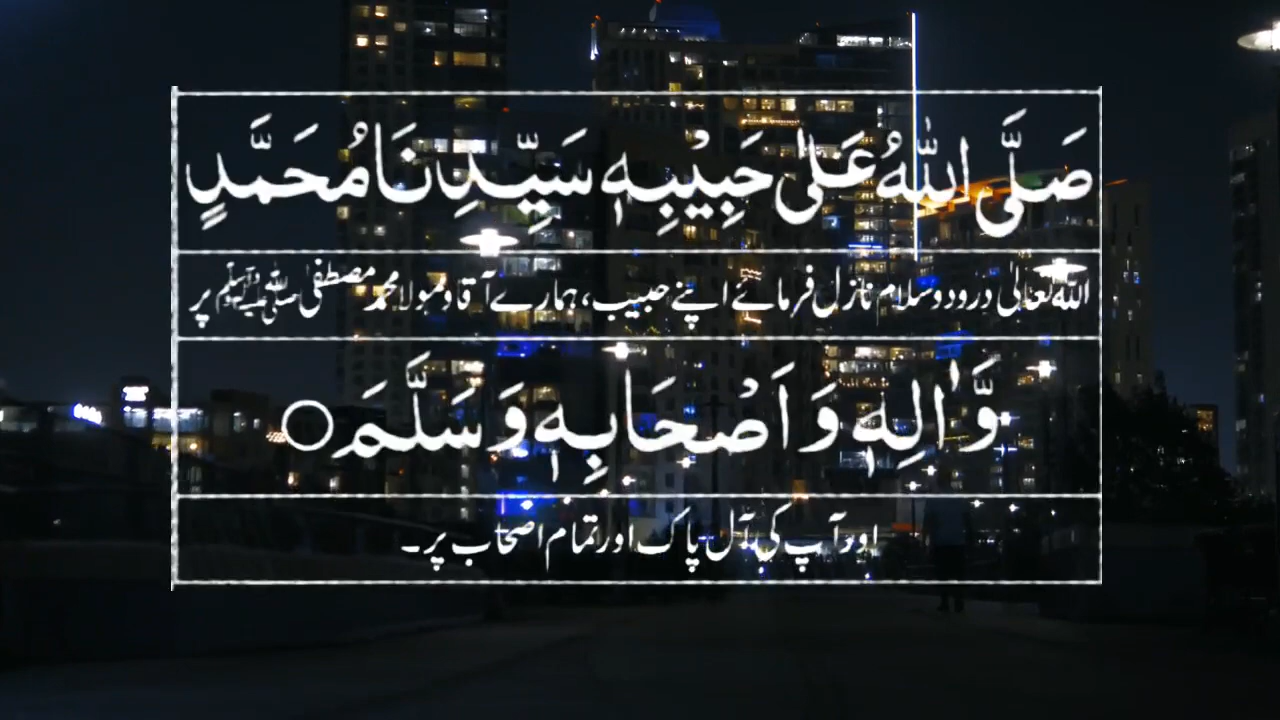 صَلَّى اللّٰهُ عَلٰى حَبِيْبِهٖ سَيِّدِنَا مُحَمَّدٍ
اللہ تعالیٰ درود و سلام نازل فرمائے اپنے حبیب، ہمارے آقا و مولا محمد مصطفیٰ صلی اللہ علیہ وسلم پر
وَّاٰلِهٖ وَاَصْحَابِهٖ وَسَلَّمَ ○
اور آپ کی آل پاک اور تمام اصحاب پر۔